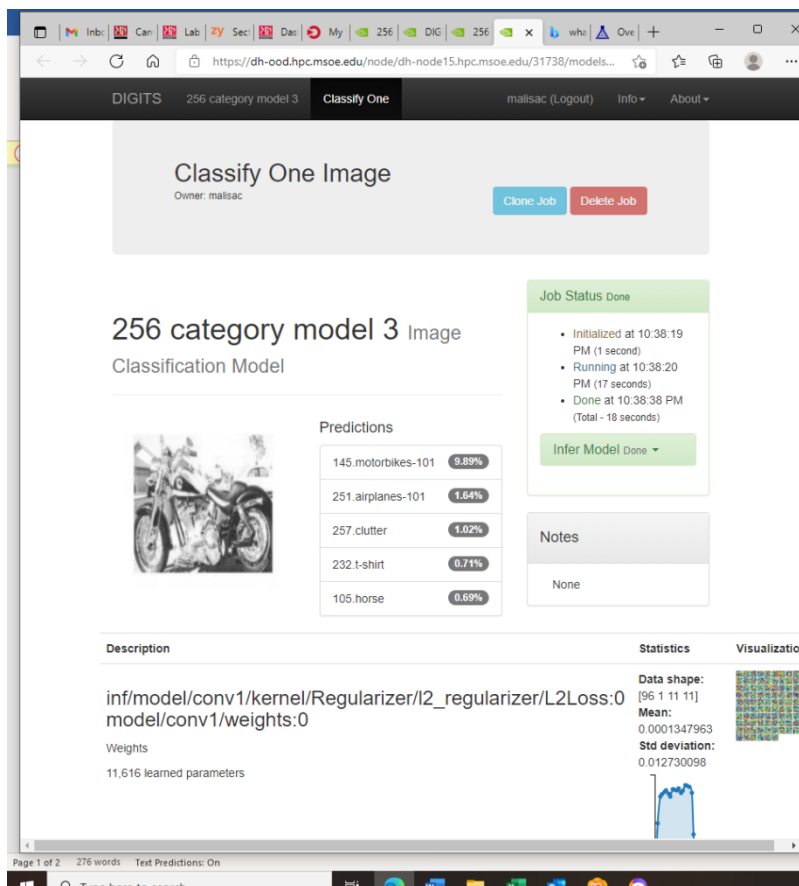 Inbc Can Lab Sec Das My 256 DIG 256 wha Ove
https://dh-ood.hpc.msoe.edu/node/dh-node15.hpc.msoe.edu/31738/models...
DIGITS 256 category model 3 Classify One malisac (Logout) Info About
Classify One Image
Owner: malisac
Clone Job Delete Job
Job Status Done
Initialized at 10:38:19
PM (1 second)
Running at 10:38:20
PM (17 seconds)
Done at 10:38:38 PM
(Total - 18 seconds)
Infer Model Done
Notes
None
256 category model 3 Image
Classification Model
Predictions
145.motorbikes-101 9.89%
251.airplanes-101 1.64%
257.clutter 1.02%
232.t-shirt 0.71%
105.horse 0.69%
Description Statistics Visualizatio
inf/model/conv1/kernel/Regularizer/l2_regularizer/L2Loss:0
model/conv1/weights:0
Weights
11,616 learned parameters
Data shape:
[96 1 11 11]
Mean:
0.0001347963
Std deviation:
0.012730098
Page 1 of 2 276 words Text Predictions: On